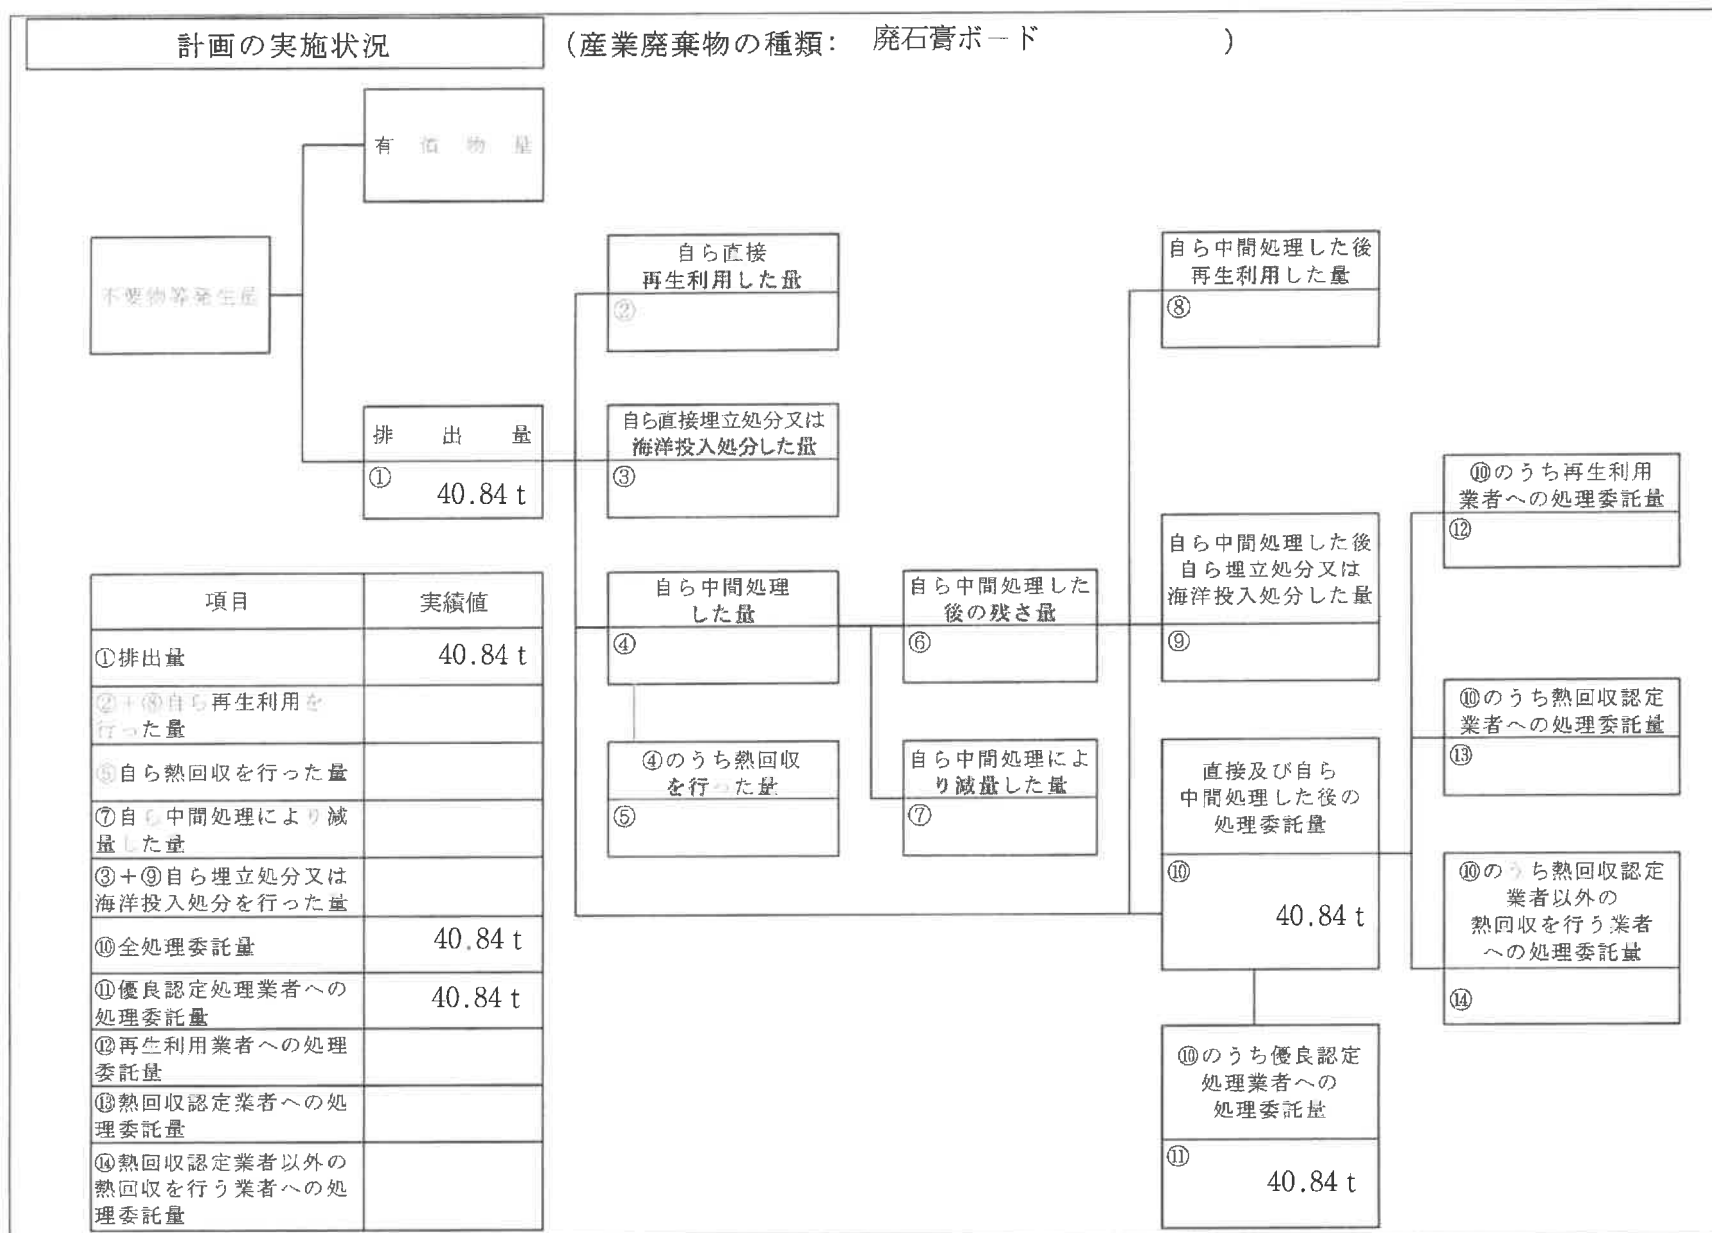 計画の実施状況
(産業廃棄物の種類： 廃石膏ボード )
有価物量
不要物等発生量
排出量
① 40.84 t
自ら直接
再生利用した量
②
自ら直接埋立処分又は
海洋投入処分した量
③
自ら中間処理
した量
④
④のうち熱回収
を行った量
⑤
自ら中間処理した
後の残さ量
⑥
自ら中間処理によ
り減量した量
⑦
自ら中間処理した後
再生利用した量
⑧
自ら中間処理した後
自ら埋立処分又は
海洋投入処分した量
⑨
直接及び自ら
中間処理した後の
処理委託量
⑩
40.84 t
⑩のうち優良認定
処理業者への
処理委託量
⑪
40.84 t
⑩のうち再生利用
業者への処理委託量
⑫
⑩のうち熱回収認定
業者への処理委託量
⑬
⑩のうち熱回収認定
業者以外の
熱回収を行う業者
への処理委託量
⑭
項目 実績値
①排出量 40.84 t
②＋⑧自ら再生利用を
行った量
⑤自ら熱回収を行った量
⑦自ら中間処理により減
量した量
③＋⑨自ら埋立処分又は
海洋投入処分を行った量
⑩全処理委託量 40.84 t
⑪優良認定処理業者への
処理委託量 40.84 t
⑫再生利用業者への処理
委託量
⑬熱回収認定業者への処
理委託量
⑭熱回収認定業者以外の
熱回収を行う業者への処
理委託量